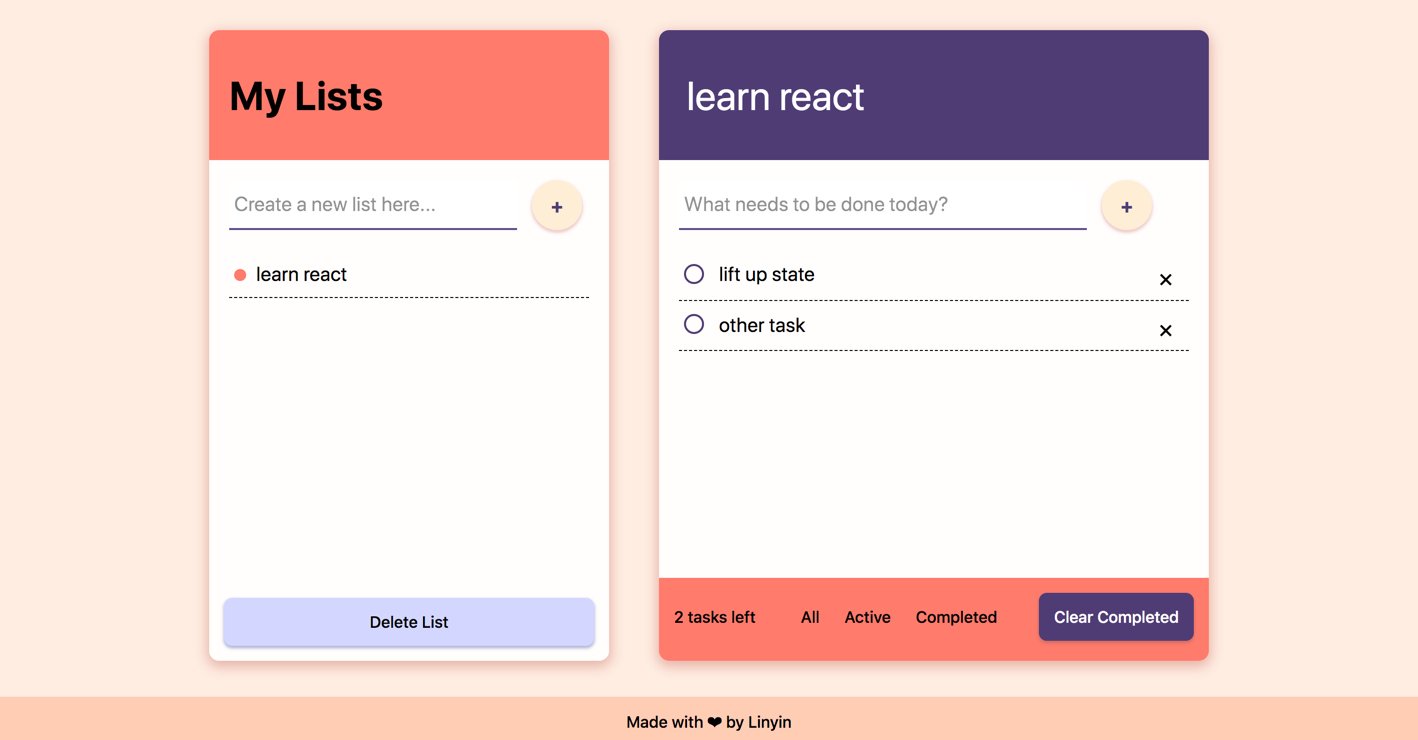 My Lists
Create a new list here...
+
learn react
Delete List
learn react
What needs to be done today?
+
lift up state
other task
2 tasks left All Active Completed Clear Completed
Made with ❤ by Linyin